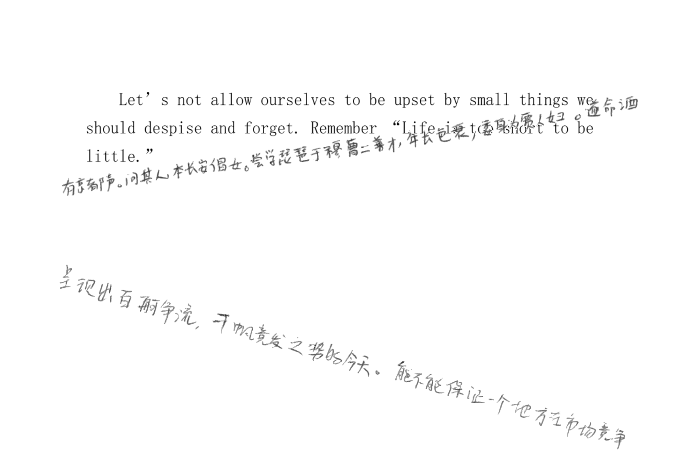 Let’s not allow ourselves to be upset by small things we
should despise and forget. Remember “Life is too short to be
little.”
有京都声。问其人本长安倡女。尝学琵琶于穆曹二善才,年长色衰,委身为贾人妇。遂命酒
呈现出百舸争流,千帆竞发之势的今天。能不能保证一个地方在市场竞争